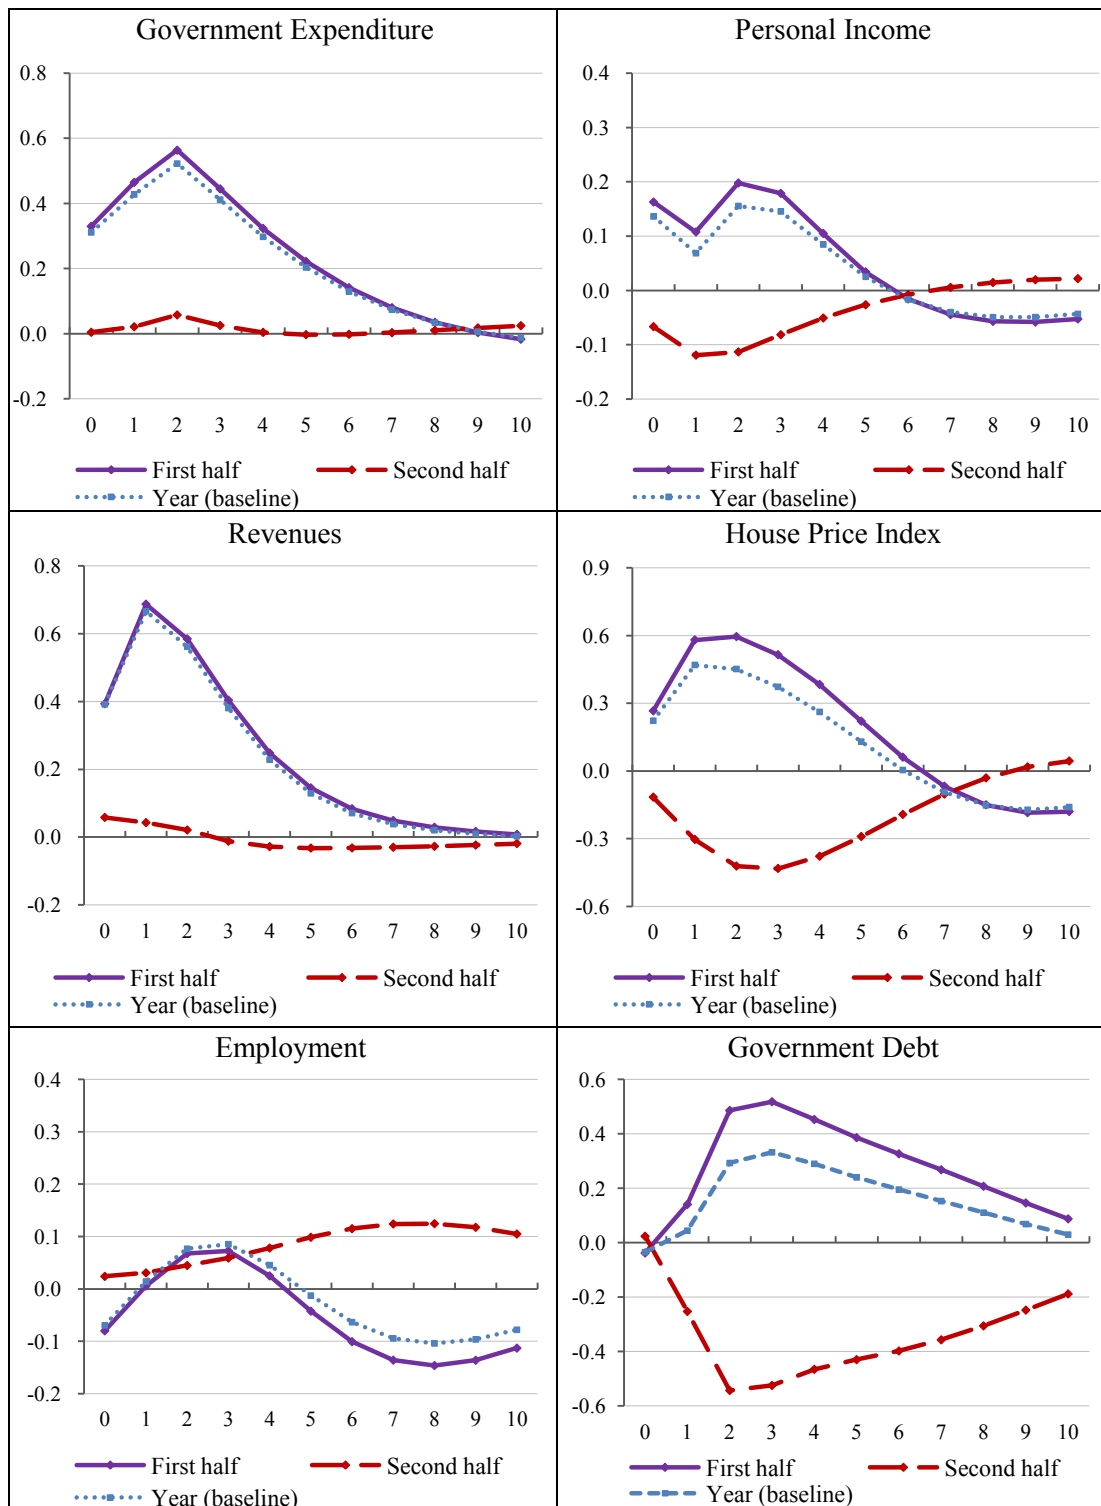 Government Expenditure
0.8
0.6
0.4
0.2
0.0
-0.2
0 1 2 3 4 5 6 7 8 9 10
First half Second half
Year (baseline)
Personal Income
0.4
0.3
0.2
0.1
0.0
-0.1
-0.2
0 1 2 3 4 5 6 7 8 9 10
First half Second half
Year (baseline)
Revenues
0.8
0.6
0.4
0.2
0.0
-0.2
0 1 2 3 4 5 6 7 8 9 10
First half Second half
Year (baseline)
House Price Index
0.9
0.6
0.3
0.0
-0.3
-0.6
0 1 2 3 4 5 6 7 8 9 10
First half Second half
Year (baseline)
Employment
0.4
0.3
0.2
0.1
0.0
-0.1
-0.2
0 1 2 3 4 5 6 7 8 9 10
First half Second half
Year (baseline)
Government Debt
0.6
0.4
0.2
0.0
-0.2
-0.4
-0.6
0 1 2 3 4 5 6 7 8 9 10
First half Second half
Year (baseline)